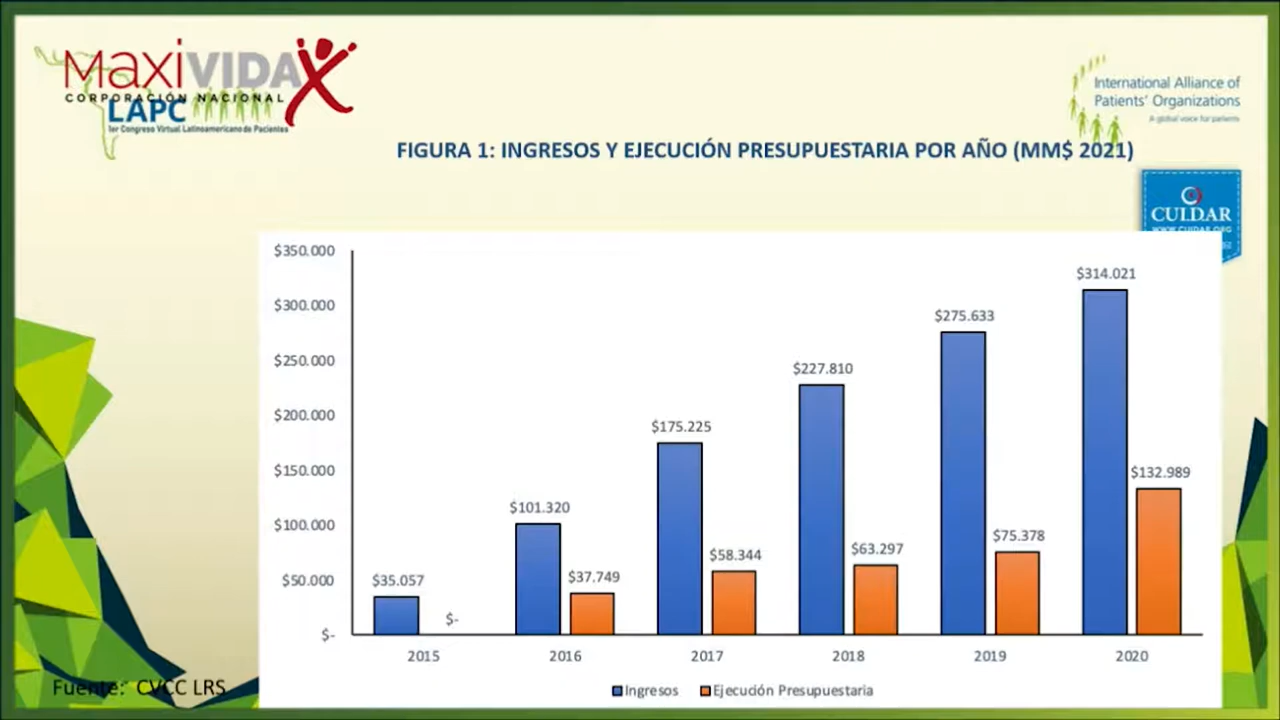 MaxiVIDA
CORPORACIÓN NACIONAL
LAPC
1er Congreso Virtual Latinoamericano de Pacientes
International Alliance of
Patients' Organizations
A global voice for patients
FIGURA 1: INGRESOS Y EJECUCIÓN PRESUPUESTARIA POR AÑO (MM$ 2021)
CUIDAR
WWW.CUIDAR.ORG
$350.000
$300.000
$250.000
$200.000
$150.000
$100.000
$50.000
$-
$35.057
$-
$101.320
$37.749
$175.225
$58.344
$227.810
$63.297
$275.633
$75.378
$314.021
$132.989
2015 2016 2017 2018 2019 2020
Ingresos Ejecución Presupuestaria
Fuente: CVCC LRS